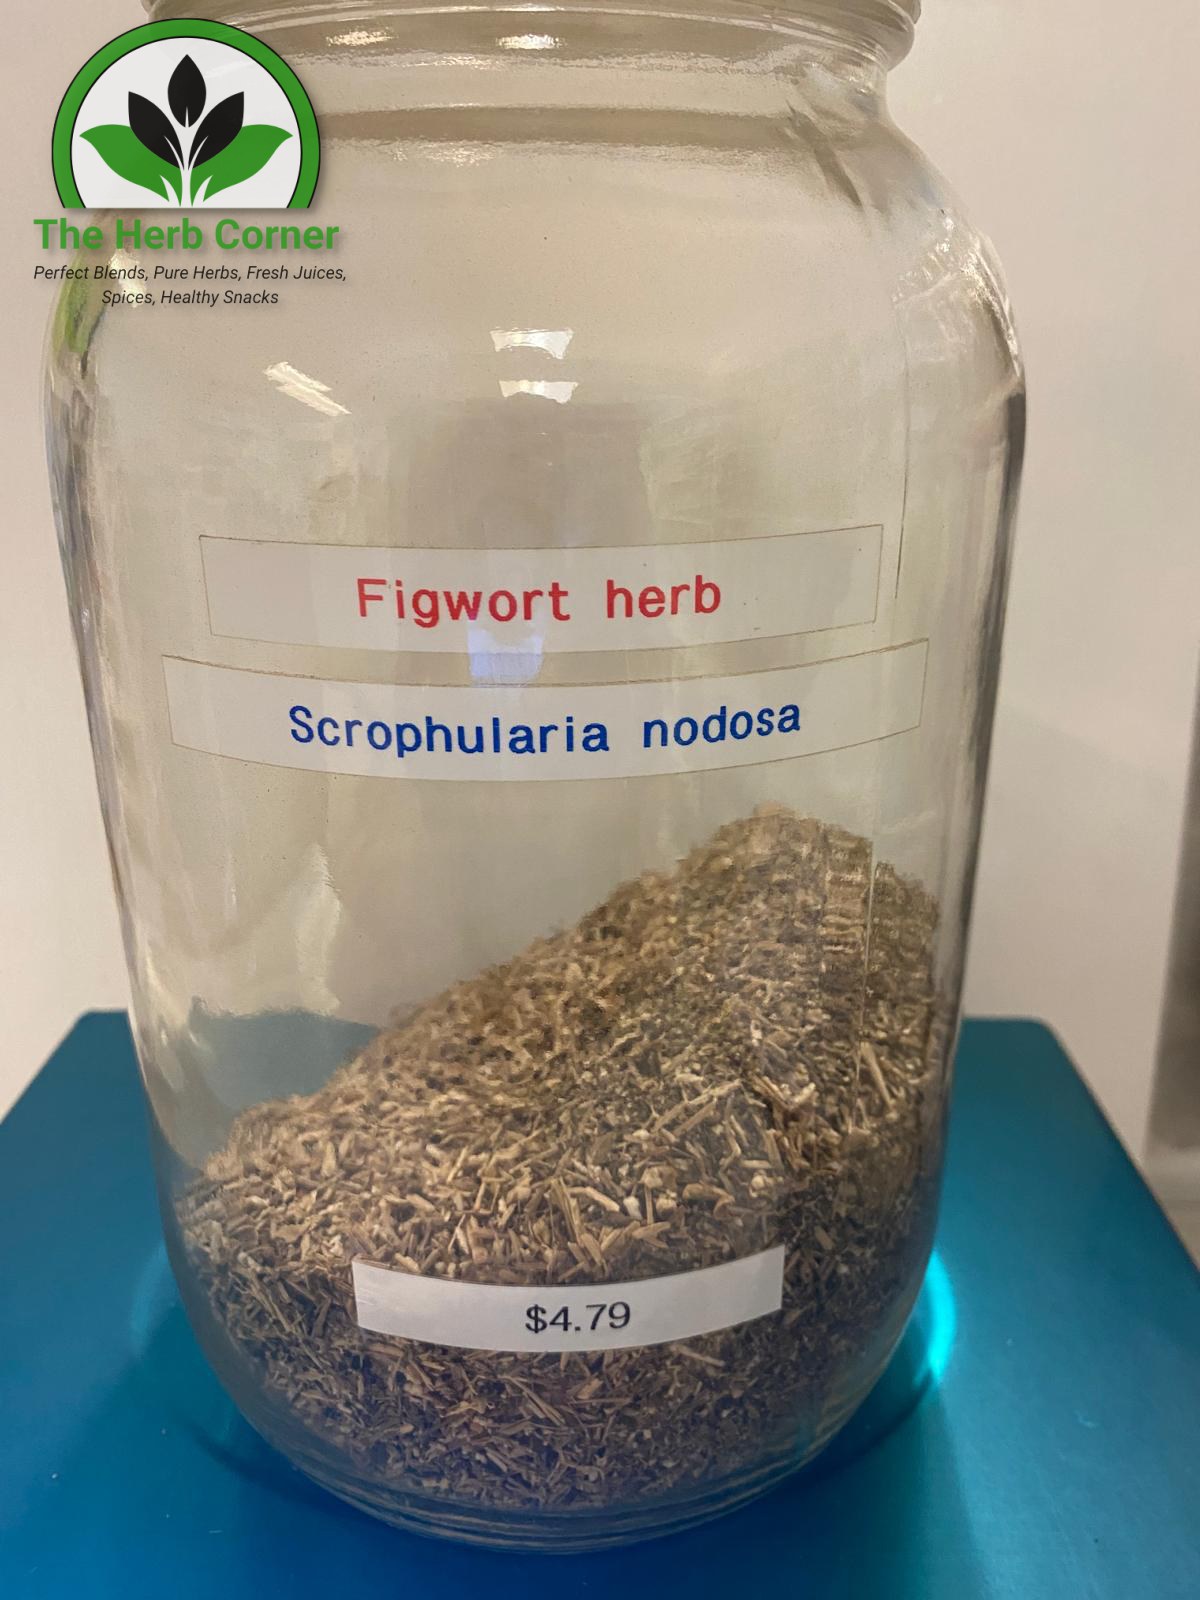 The Herb Corner
Perfect Blends, Pure Herbs, Fresh Juices,
Spices, Healthy Snacks
Figwort herb
Scrophularia nodosa
$4.79